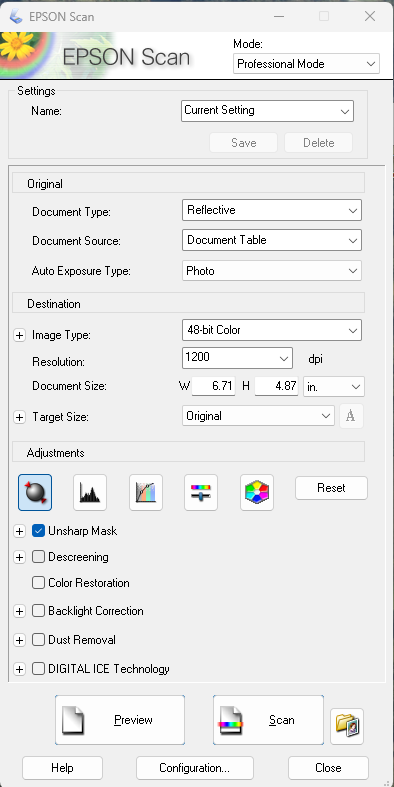 EPSON Scan
EPSON Scan
Mode:
Professional Mode
Settings
Name:
Current Setting
Save
Delete
Original
Document Type:
Reflective
Document Source:
Document Table
Auto Exposure Type:
Photo
Destination
Image Type:
48-bit Color
Resolution:
1200
dpi
Document Size:
W 6.71 H 4.87 in.
Target Size:
Original
A
Adjustments
Reset
Unsharp Mask
Descreening
Color Restoration
Backlight Correction
Dust Removal
DIGITAL ICE Technology
Preview
Scan
Help
Configuration...
Close